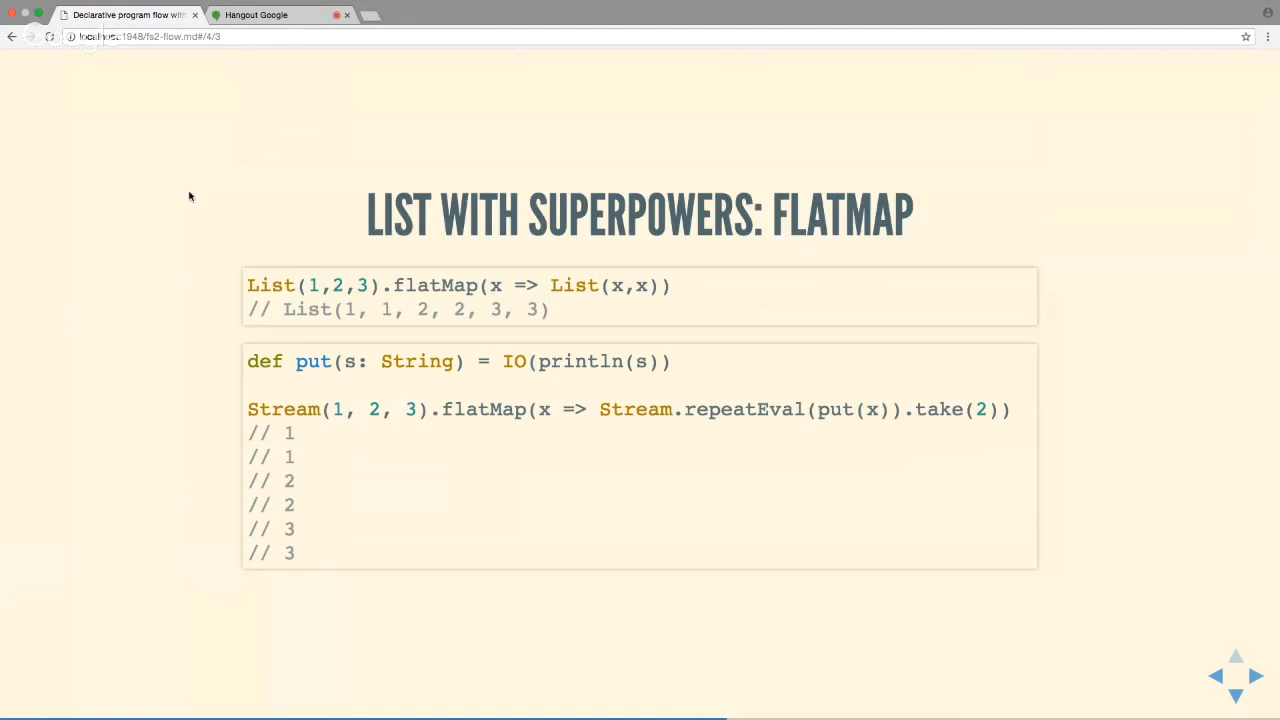 Declarative program flow with
Hangout Google
localhost:1948/fs2-flow.md#/4/3
LIST WITH SUPERPOWERS: FLATMAP
List(1,2,3).flatMap(x => List(x,x))
// List(1, 1, 2, 2, 3, 3)
def put(s: String) = IO(println(s))
Stream(1, 2, 3).flatMap(x => Stream.repeatEval(put(x)).take(2))
// 1
// 1
// 2
// 2
// 3
// 3